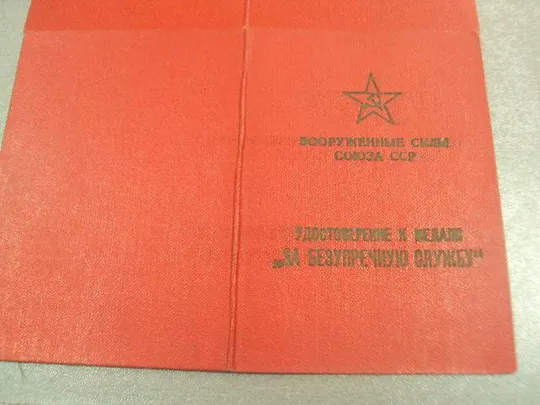 ВООРУЖЕННЫЕ СИЛЫ
СОЮЗА ССР
УДОСТОВЕРЕНИЕ К МЕДАЛИ
„ЗА БЕЗУПРЕЧНУЮ СЛУЖБУ"